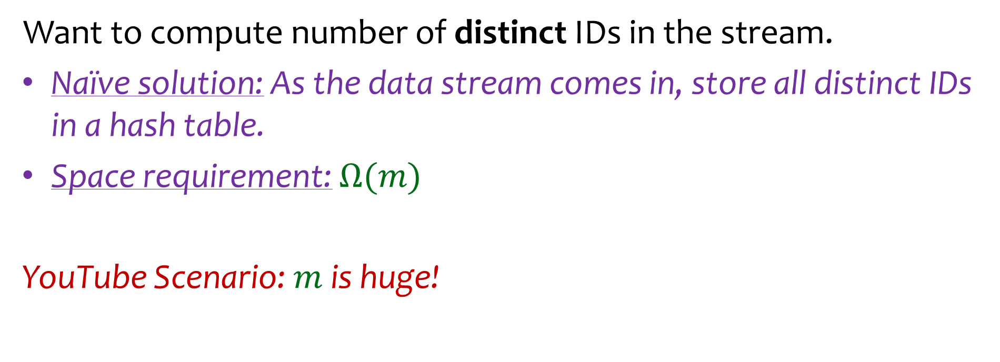 Want to compute number of distinct IDs in the stream.
• Naïve solution: As the data stream comes in, store all distinct IDs
in a hash table.
• Space requirement: Ω(m)
YouTube Scenario: m is huge!